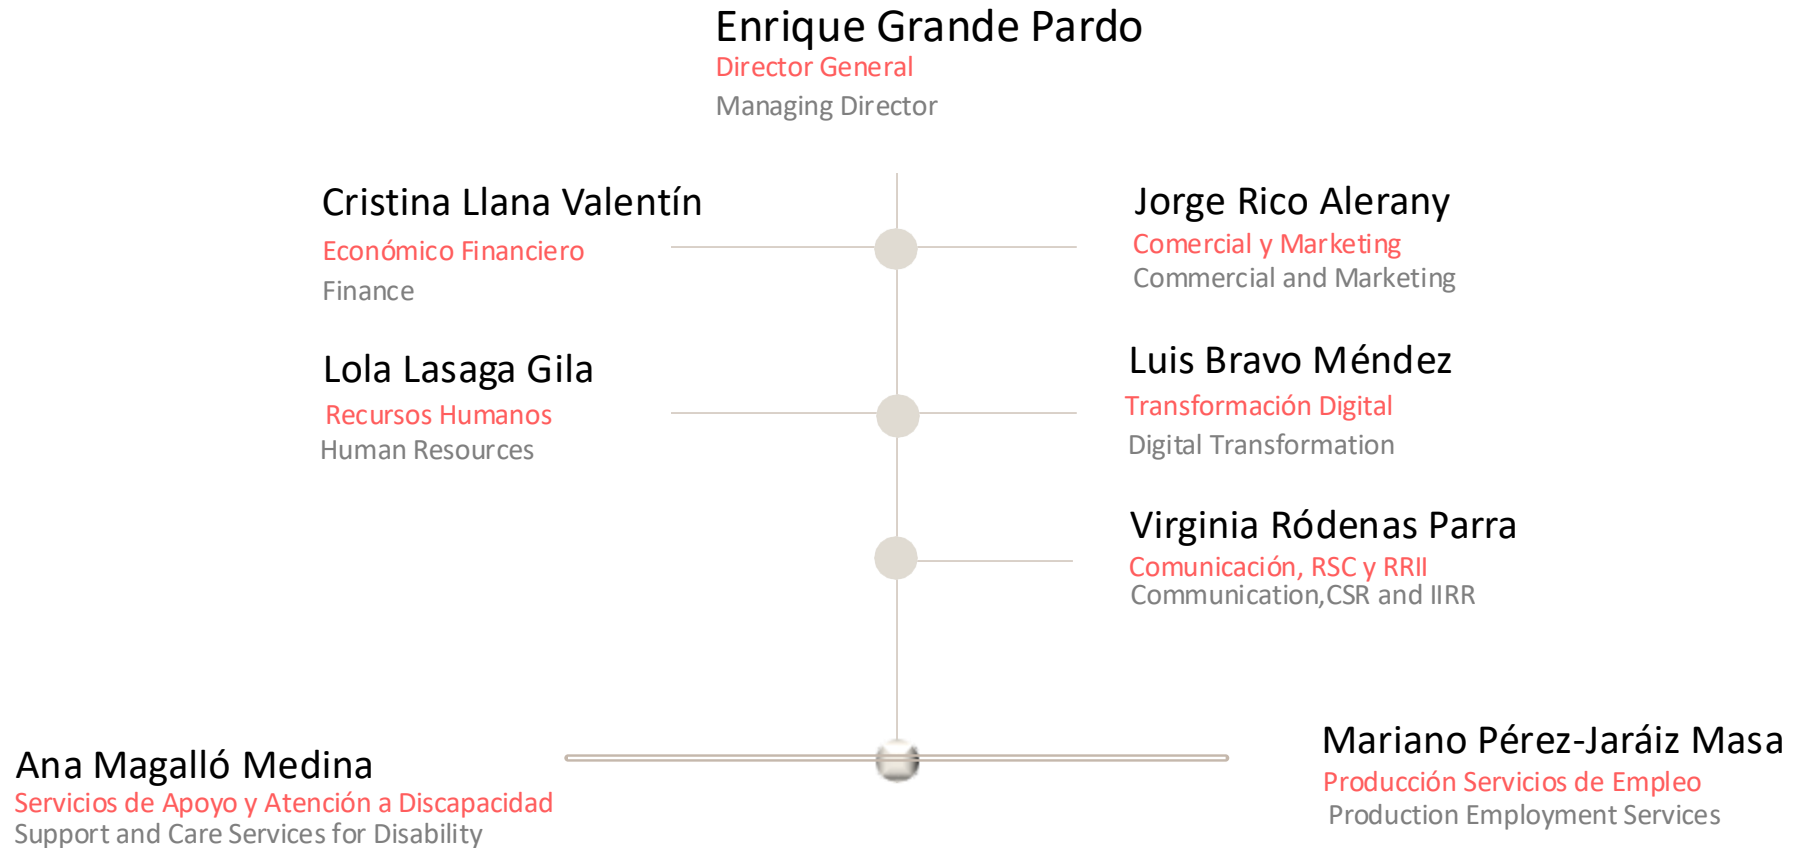 Enrique Grande Pardo
Director General
Managing Director
Cristina Llana Valentín
Económico Financiero
Finance
Jorge Rico Alerany
Comercial y Marketing
Commercial and Marketing
Lola Lasaga Gila
Recursos Humanos
Human Resources
Luis Bravo Méndez
Transformación Digital
Digital Transformation
Virginia Ródenas Parra
Comunicación, RSC y RRII
Communication,CSR and IIRR
Ana Magalló Medina
Servicios de Apoyo y Atención a Discapacidad
Support and Care Services for Disability
Mariano Pérez-Jaráiz Masa
Producción Servicios de Empleo
Production Employment Services